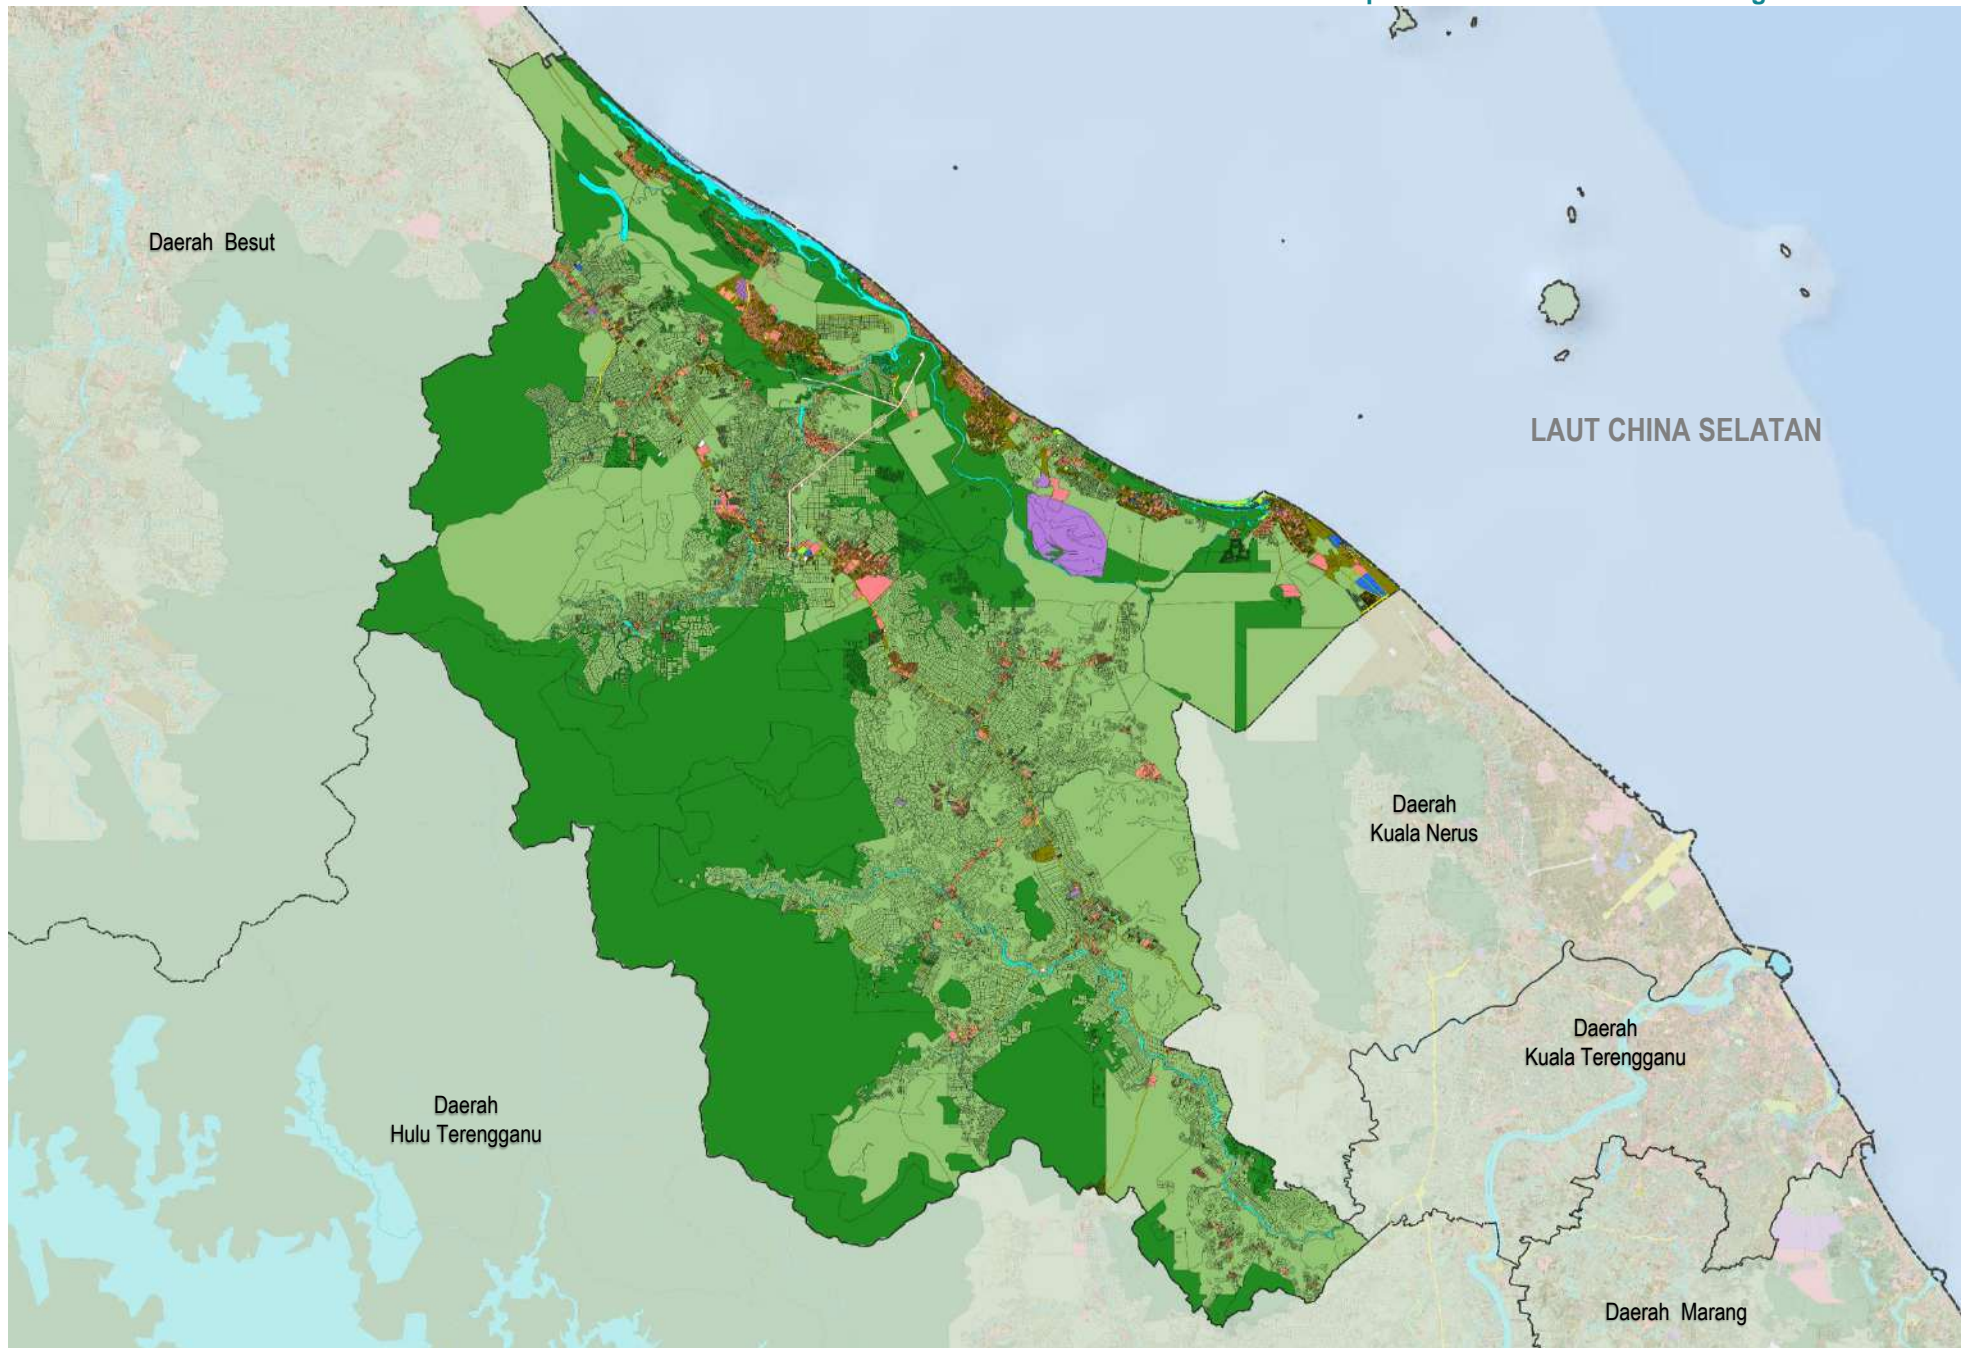 Daerah Besut
LAUT CHINA SELATAN
Daerah
Kuala Nerus
Daerah
Kuala Terengganu
Daerah
Hulu Terengganu
Daerah Marang